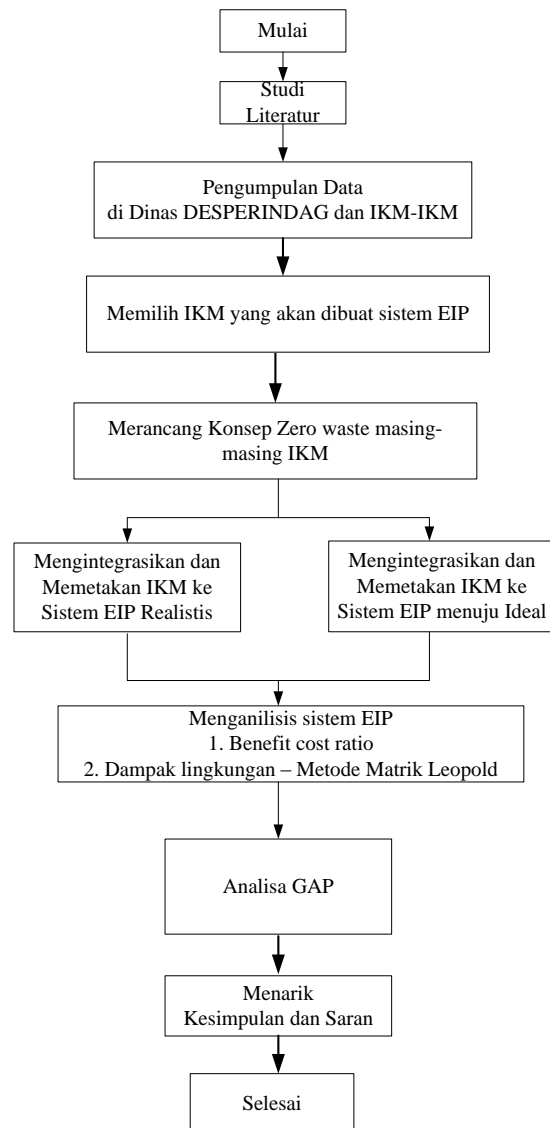 Mulai
Studi
Literatur
Pengumpulan Data
di Dinas DESPERINDAG dan IKM-IKM
Memilih IKM yang akan dibuat sistem EIP
Merancang Konsep Zero waste masing-
masing IKM
Mengintegrasikan dan
Memetakan IKM ke
Sistem EIP Realistis
Mengintegrasikan dan
Memetakan IKM ke
Sistem EIP menuju Ideal
Menganilisis sistem EIP
1. Benefit cost ratio
2. Dampak lingkungan – Metode Matrik Leopold
Analisa GAP
Menarik
Kesimpulan dan Saran
Selesai